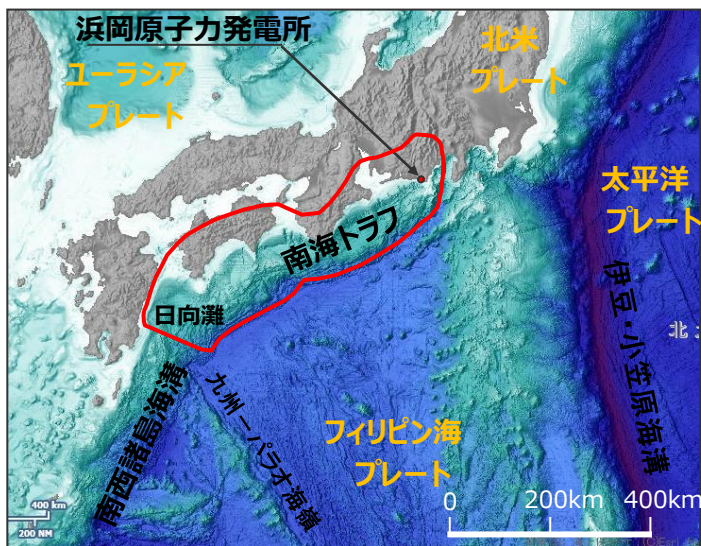 浜岡原子力発電所
北米
プレート
ユーラシア
プレート
太平洋
プレート
南海トラフ
日向灘
伊豆・小笠原海溝
北
南西諸島海溝
九州－パラオ海嶺
フィリピン海
プレート
0 200km 400km
400 km
200 NM